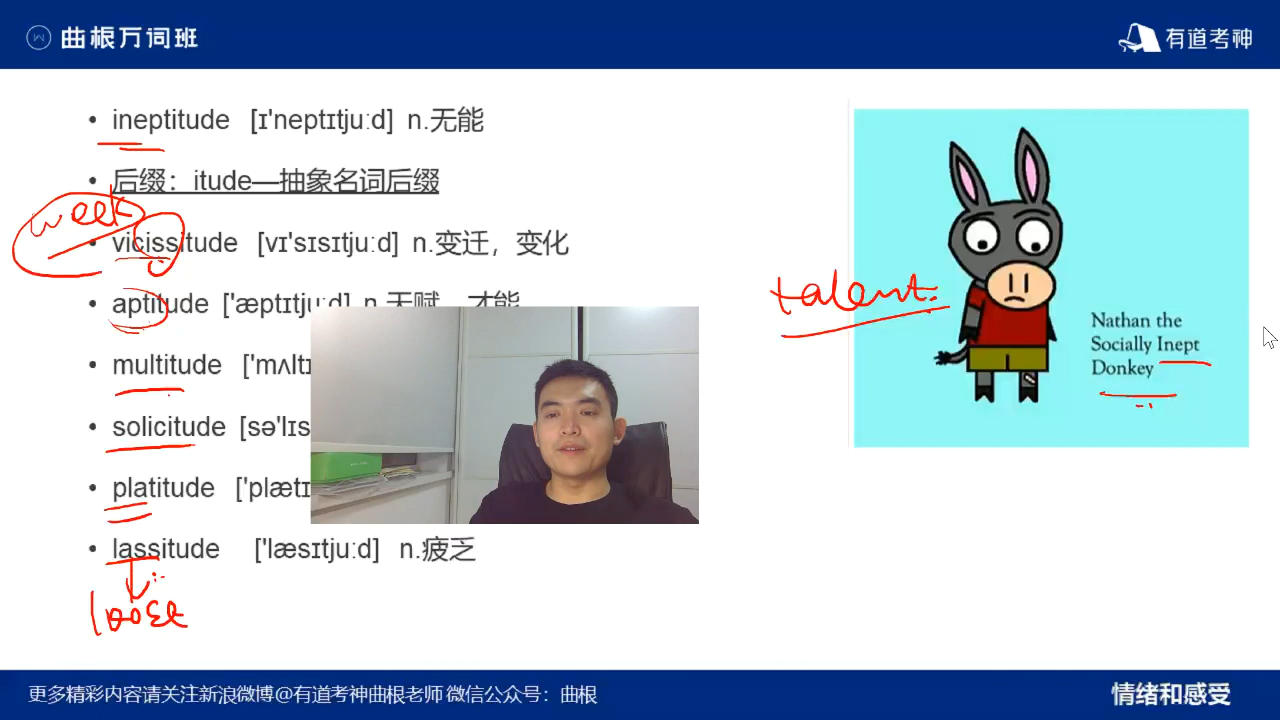 曲根万词班
有道考神
ineptitude [ɪ'neptɪtjuːd] n.无能
后缀：itude—抽象名词后缀
week
vicissitude [vɪ'sɪsɪtjuːd] n.变迁，变化
aptitude ['æptɪtjuːd] n.天赋，才能
talent
multitude ['mʌltɪ
solicitude [sə'lɪs
platitude ['plætɪ
lassitude ['læsɪtjuːd] n.疲乏
loose
Nathan the
Socially Inept
Donkey
更多精彩内容请关注新浪微博@有道考神曲根老师 微信公众号：曲根
情绪和感受